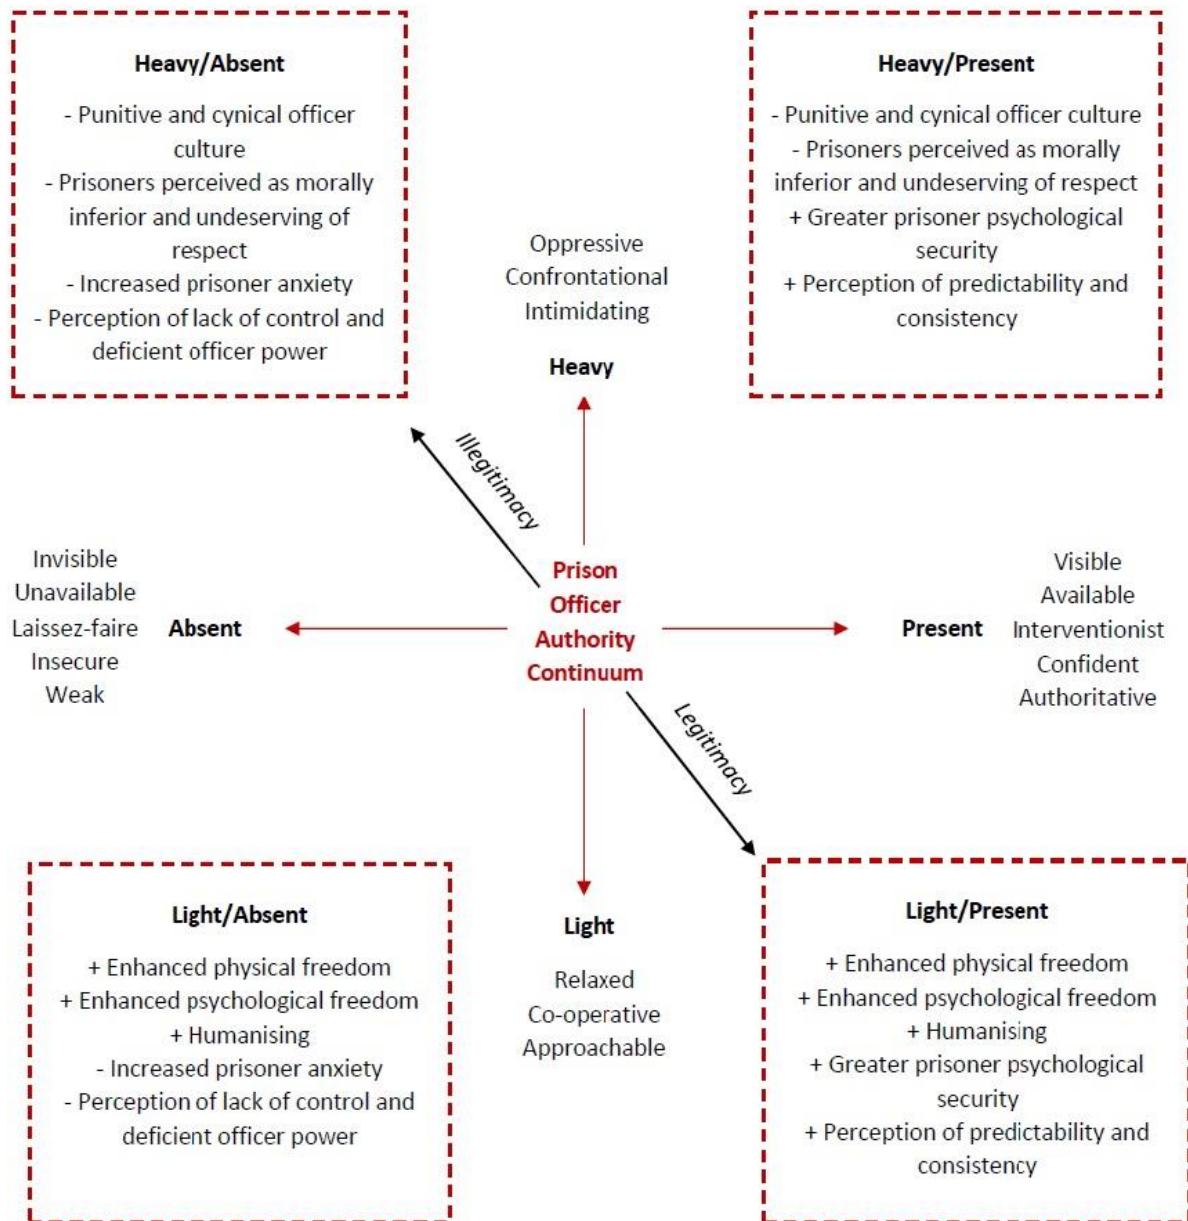 Heavy/Absent
- Punitive and cynical officer
culture
- Prisoners perceived as morally
inferior and undeserving of
respect
- Increased prisoner anxiety
- Perception of lack of control and
deficient officer power
Heavy/Present
- Punitive and cynical officer culture
- Prisoners perceived as morally
inferior and undeserving of respect
+ Greater prisoner psychological
security
+ Perception of predictability and
consistency
Oppressive
Confrontational
Intimidating
Heavy
Illegitimacy
Invisible
Unavailable
Laissez-faire
Insecure
Weak
Absent
Prison
Officer
Authority
Continuum
Present
Visible
Available
Interventionist
Confident
Authoritative
Legitimacy
Light/Absent
+ Enhanced physical freedom
+ Enhanced psychological freedom
+ Humanising
- Increased prisoner anxiety
- Perception of lack of control and
deficient officer power
Light
Relaxed
Co-operative
Approachable
Light/Present
+ Enhanced physical freedom
+ Enhanced psychological freedom
+ Humanising
+ Greater prisoner psychological
security
+ Perception of predictability and
consistency